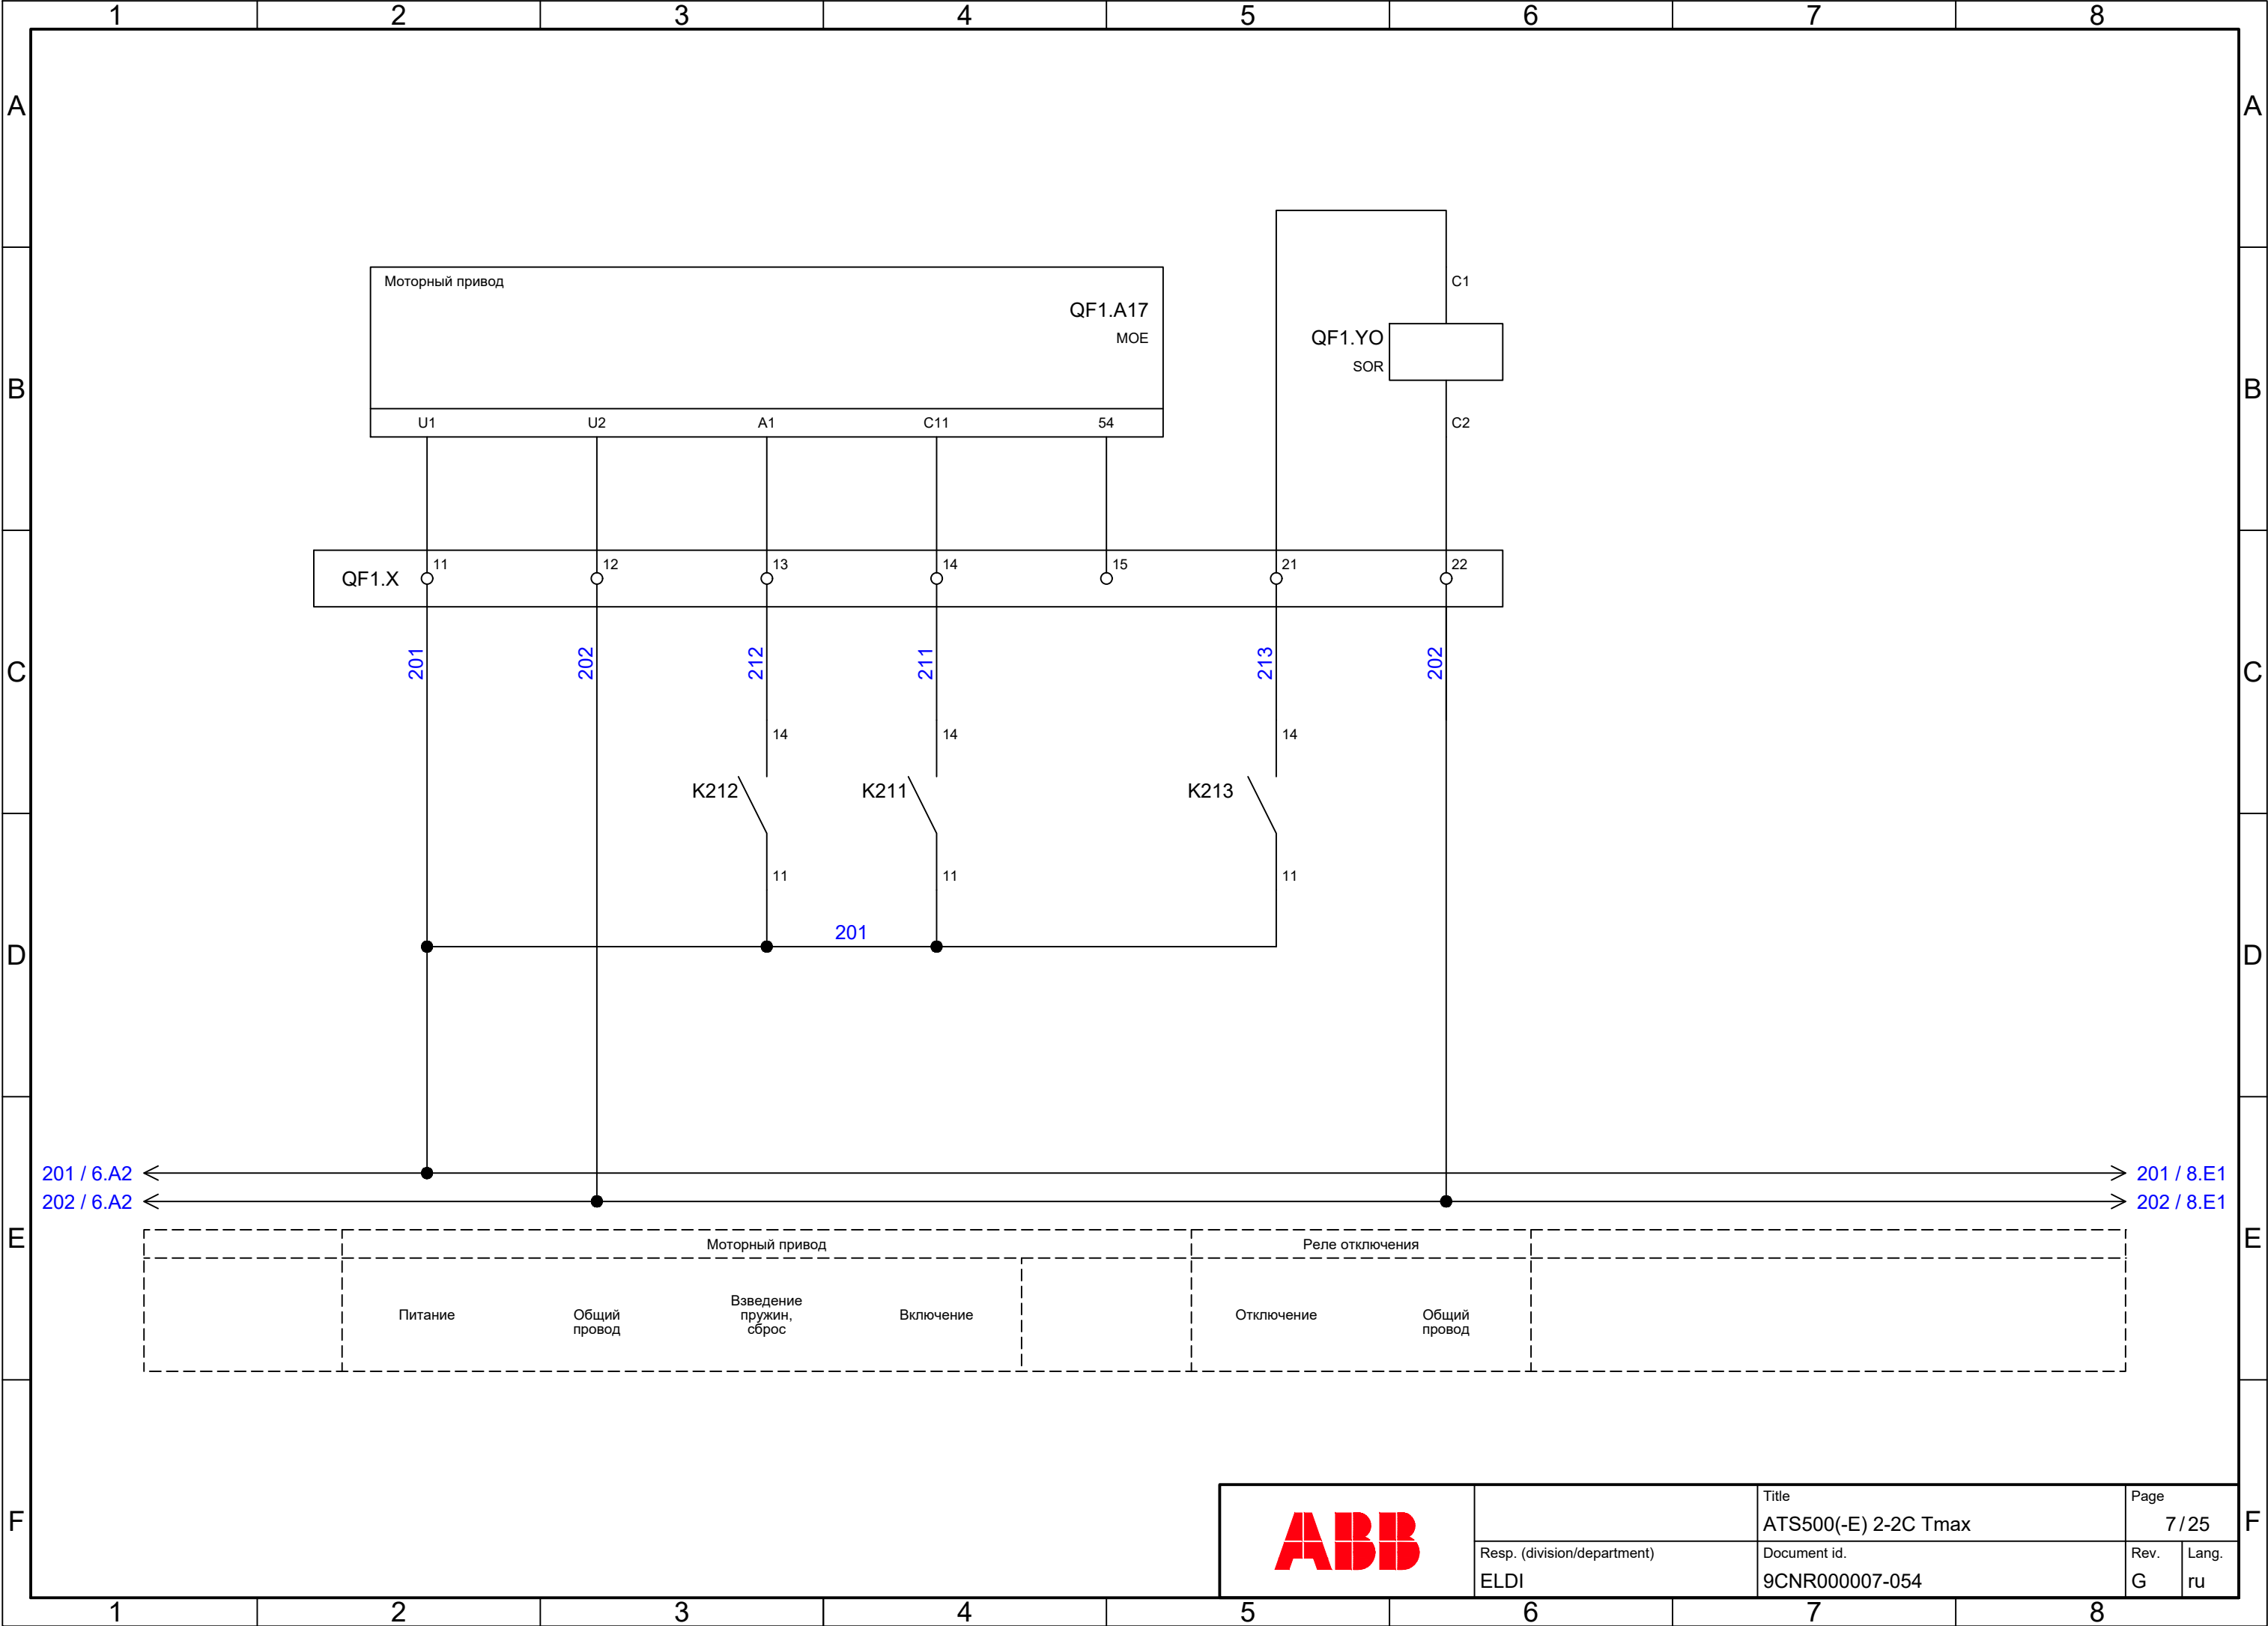 1 2 3 4 5 6 7 8
A A
Моторный привод
QF1.A17
MOE
C1
QF1.YO
SOR
B B
U1 U2 A1 C11 54
C2
QF1.X 11 12 13 14 15 21 22
201 202 212 211 213 202
C C
14 14 14
K212 K211 K213
11 11 11
201
D D
201 / 6.A2 201 / 8.E1
202 / 6.A2 202 / 8.E1
E E
Моторный привод Реле отключения
Питание
Общий
провод
Взведение
пружин,
сброс
Включение
Отключение
Общий
провод
F F
ABB
Title
ATS500(-E) 2-2C Tmax
Page
7/25
Resp. (division/department)
ELDI
Document id.
9CNR000007-054
Rev.
G
Lang.
ru
1 2 3 4 5 6 7 8